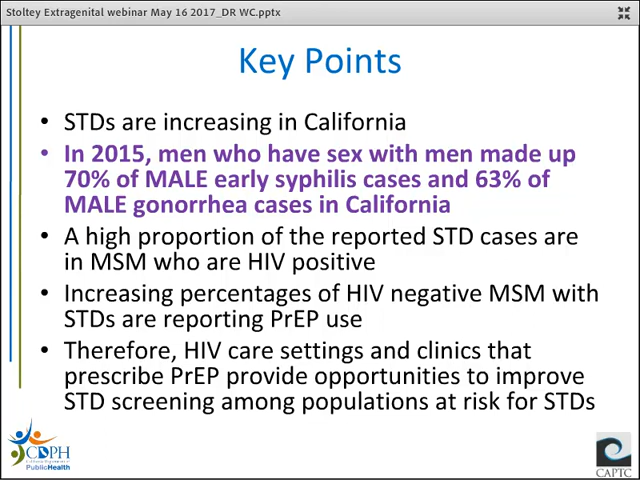 Stoltey Extragenital webinar May 16 2017_DR WC.pptx
Key Points
• STDs are increasing in California
• In 2015, men who have sex with men made up
70% of MALE early syphilis cases and 63% of
MALE gonorrhea cases in California
• A high proportion of the reported STD cases are
in MSM who are HIV positive
• Increasing percentages of HIV negative MSM with
STDs are reporting PrEP use
• Therefore, HIV care settings and clinics that
prescribe PrEP provide opportunities to improve
STD screening among populations at risk for STDs
CDPH
PublicHealth
CAPTC